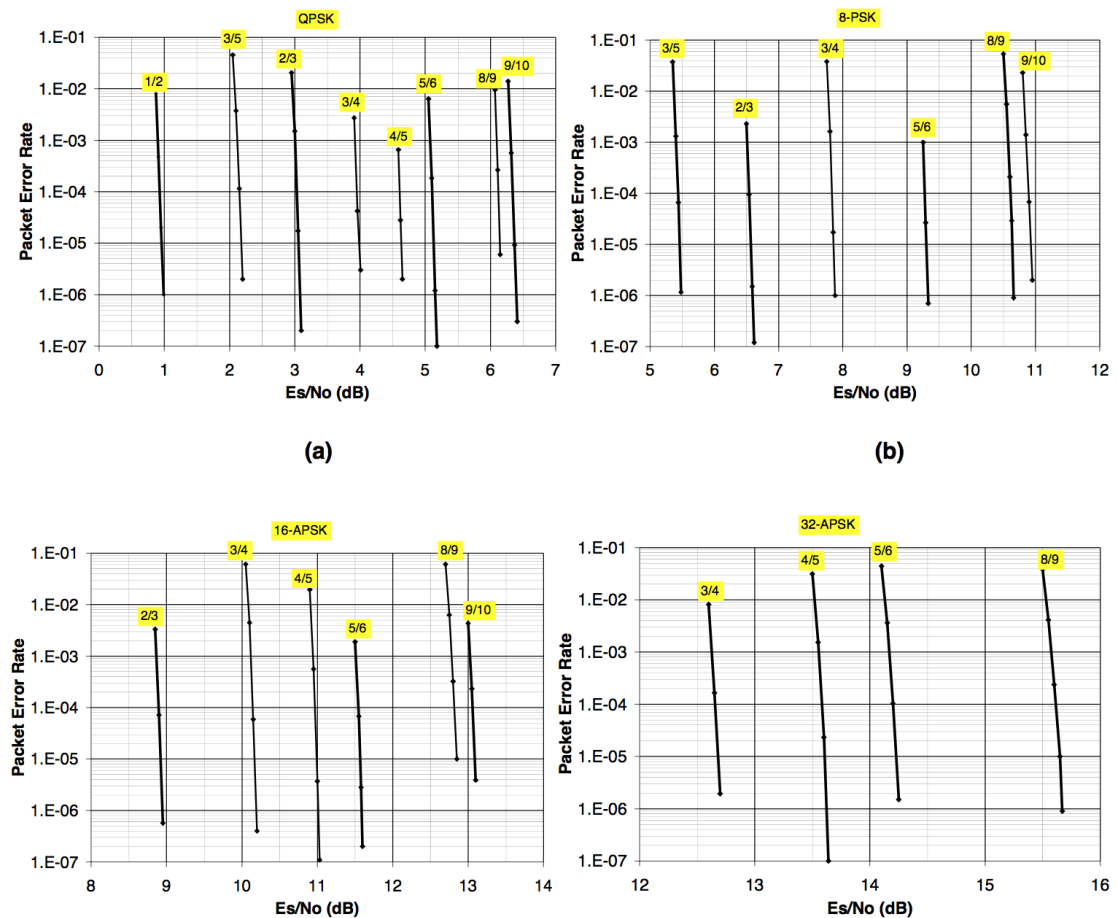 QPSK
1.E-01
1.E-02
1.E-03
1.E-04
1.E-05
1.E-06
1.E-07
Packet Error Rate
1/2
3/5
2/3
3/4
4/5
5/6
8/9
9/10
0 1 2 3 4 5 6 7
Es/No (dB)
(a)
8-PSK
1.E-01
1.E-02
1.E-03
1.E-04
1.E-05
1.E-06
1.E-07
Packet Error Rate
3/5
2/3
3/4
5/6
8/9
9/10
5 6 7 8 9 10 11 12
Es/No (dB)
(b)
16-APSK
1.E-01
1.E-02
1.E-03
1.E-04
1.E-05
1.E-06
1.E-07
Packet Error Rate
2/3
3/4
4/5
5/6
8/9
9/10
8 9 10 11 12 13 14
Es/No (dB)
32-APSK
1.E-01
1.E-02
1.E-03
1.E-04
1.E-05
1.E-06
1.E-07
Packet Error Rate
3/4
4/5
5/6
8/9
12 13 14 15 16
Es/No (dB)